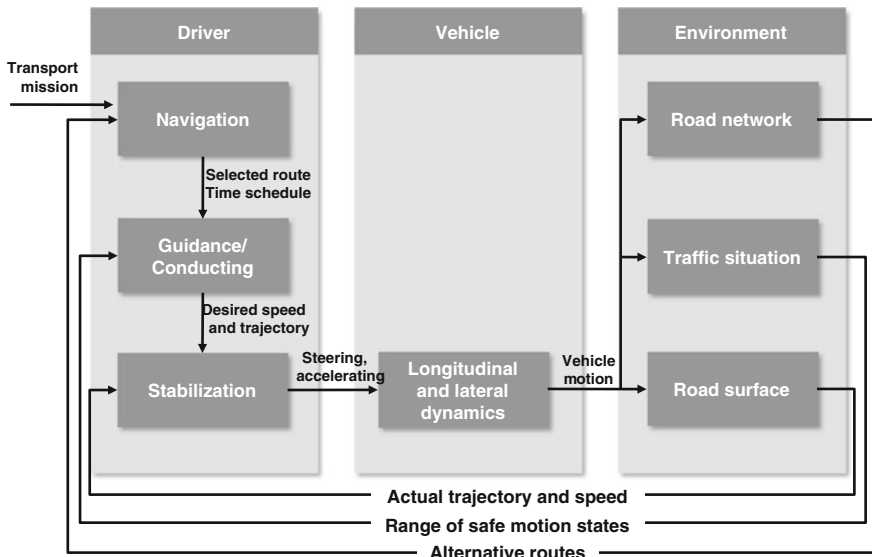 Driver
Vehicle
Environment
Transport
mission
Navigation
Road network
Selected route
Time schedule
Guidance/
Conducting
Traffic situation
Desired speed
and trajectory
Steering,
accelerating
Stabilization
Longitudinal
and lateral
dynamics
Vehicle
motion
Road surface
Actual trajectory and speed
Range of safe motion states
Alternative routes